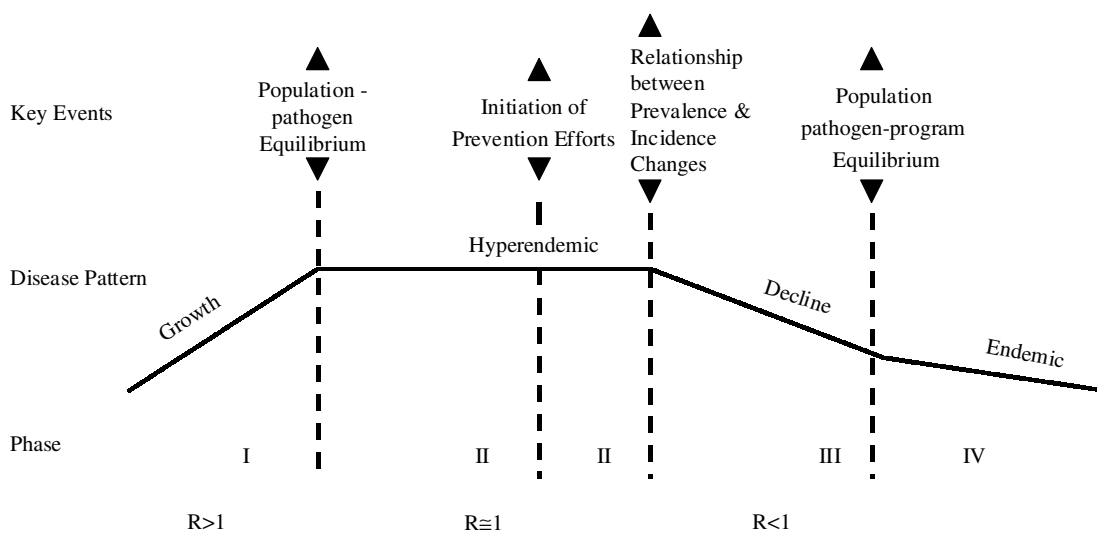 Key Events
Population -
pathogen
Equilibrium
Initiation of
Prevention Efforts
Relationship
between
Prevalence &
Incidence
Changes
Population
pathogen-program
Equilibrium
Disease Pattern
Growth
Hyperendemic
Decline
Endemic
Phase
I
II
II
III
IV
R>1
R≅1
R<1